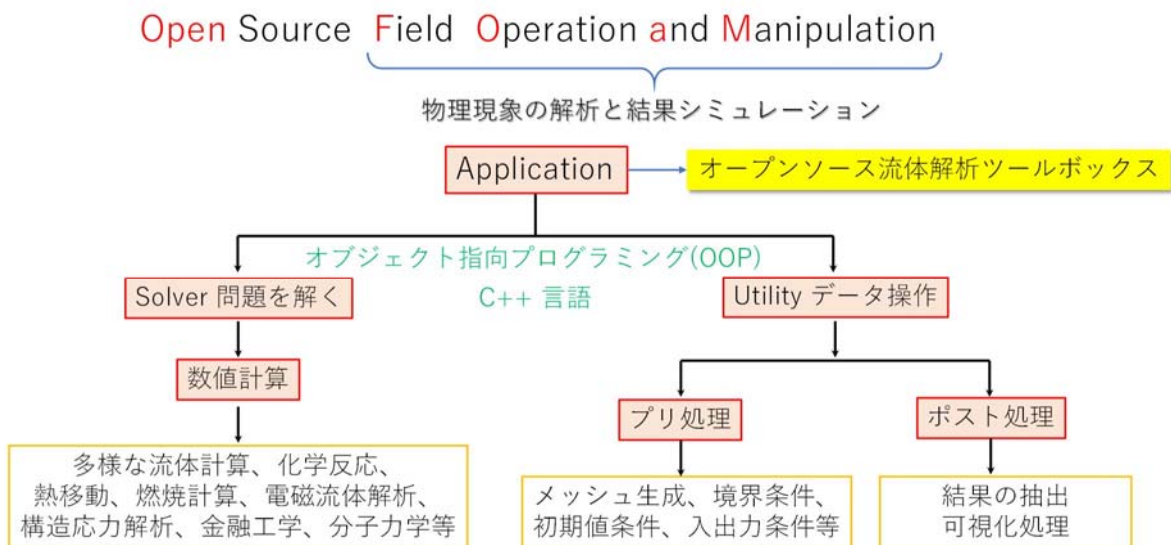 Open Source Field Operation and Manipulation
物理現象の解析と結果シミュレーション
Application
オープンソース流体解析ツールボックス
オブジェクト指向プログラミング(OOP)
C++ 言語
Solver 問題を解く
Utility データ操作
数値計算
プリ処理
ポスト処理
多様な流体計算、化学反応、
熱移動、燃焼計算、電磁流体解析、
構造応力解析、金融工学、分子力学等
メッシュ生成、境界条件、
初期値条件、入出力条件等
結果の抽出
可視化処理